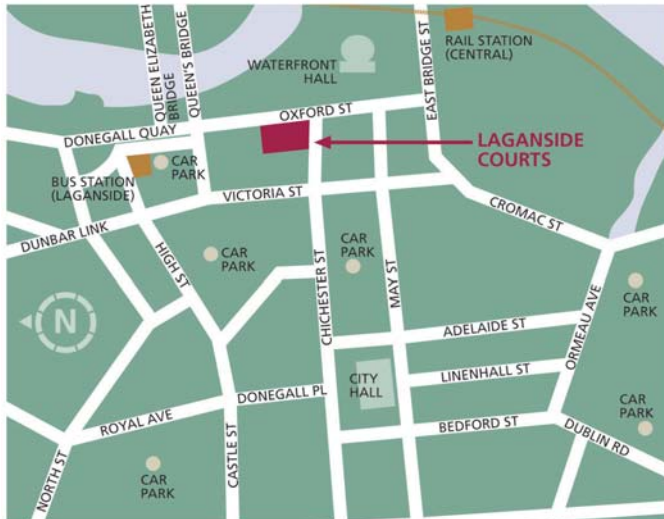 QUEEN ELIZABETH
BRIDGE
QUEEN'S BRIDGE
WATERFRONT
HALL
EAST BRIDGE ST
RAIL STATION
(CENTRAL)
OXFORD ST
DONEGALL QUAY
LAGANSIDE
COURTS
CAR
PARK
BUS STATION
(LAGANSIDE)
VICTORIA ST
CROMAC ST
DUNBAR LINK
HIGH ST
CAR
PARK
CAR
PARK
CHICHESTER ST
MAY ST
CAR
PARK
N
ADELAIDE ST
ORMEAU AVE
LINENHALL ST
CITY
HALL
DONEGALL PL
ROYAL AVE
BEDFORD ST
CAR
PARK
DUBLIN RD
NORTH ST
CAR
PARK
CASTLE ST